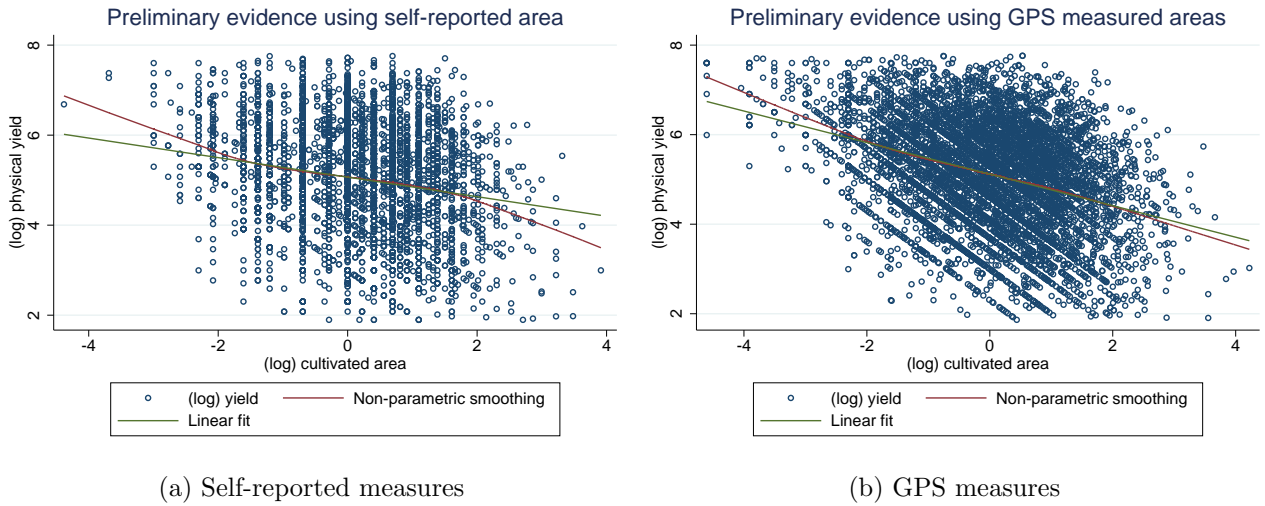 Preliminary evidence using self-reported area
8
6
4
2
(log) physical yield
-4 -2 0 2 4
(log) cultivated area
(log) yield Non-parametric smoothing
Linear fit
(a) Self-reported measures
Preliminary evidence using GPS measured areas
8
6
4
2
(log) physical yield
-4 -2 0 2 4
(log) cultivated area
(log) yield Non-parametric smoothing
Linear fit
(b) GPS measures